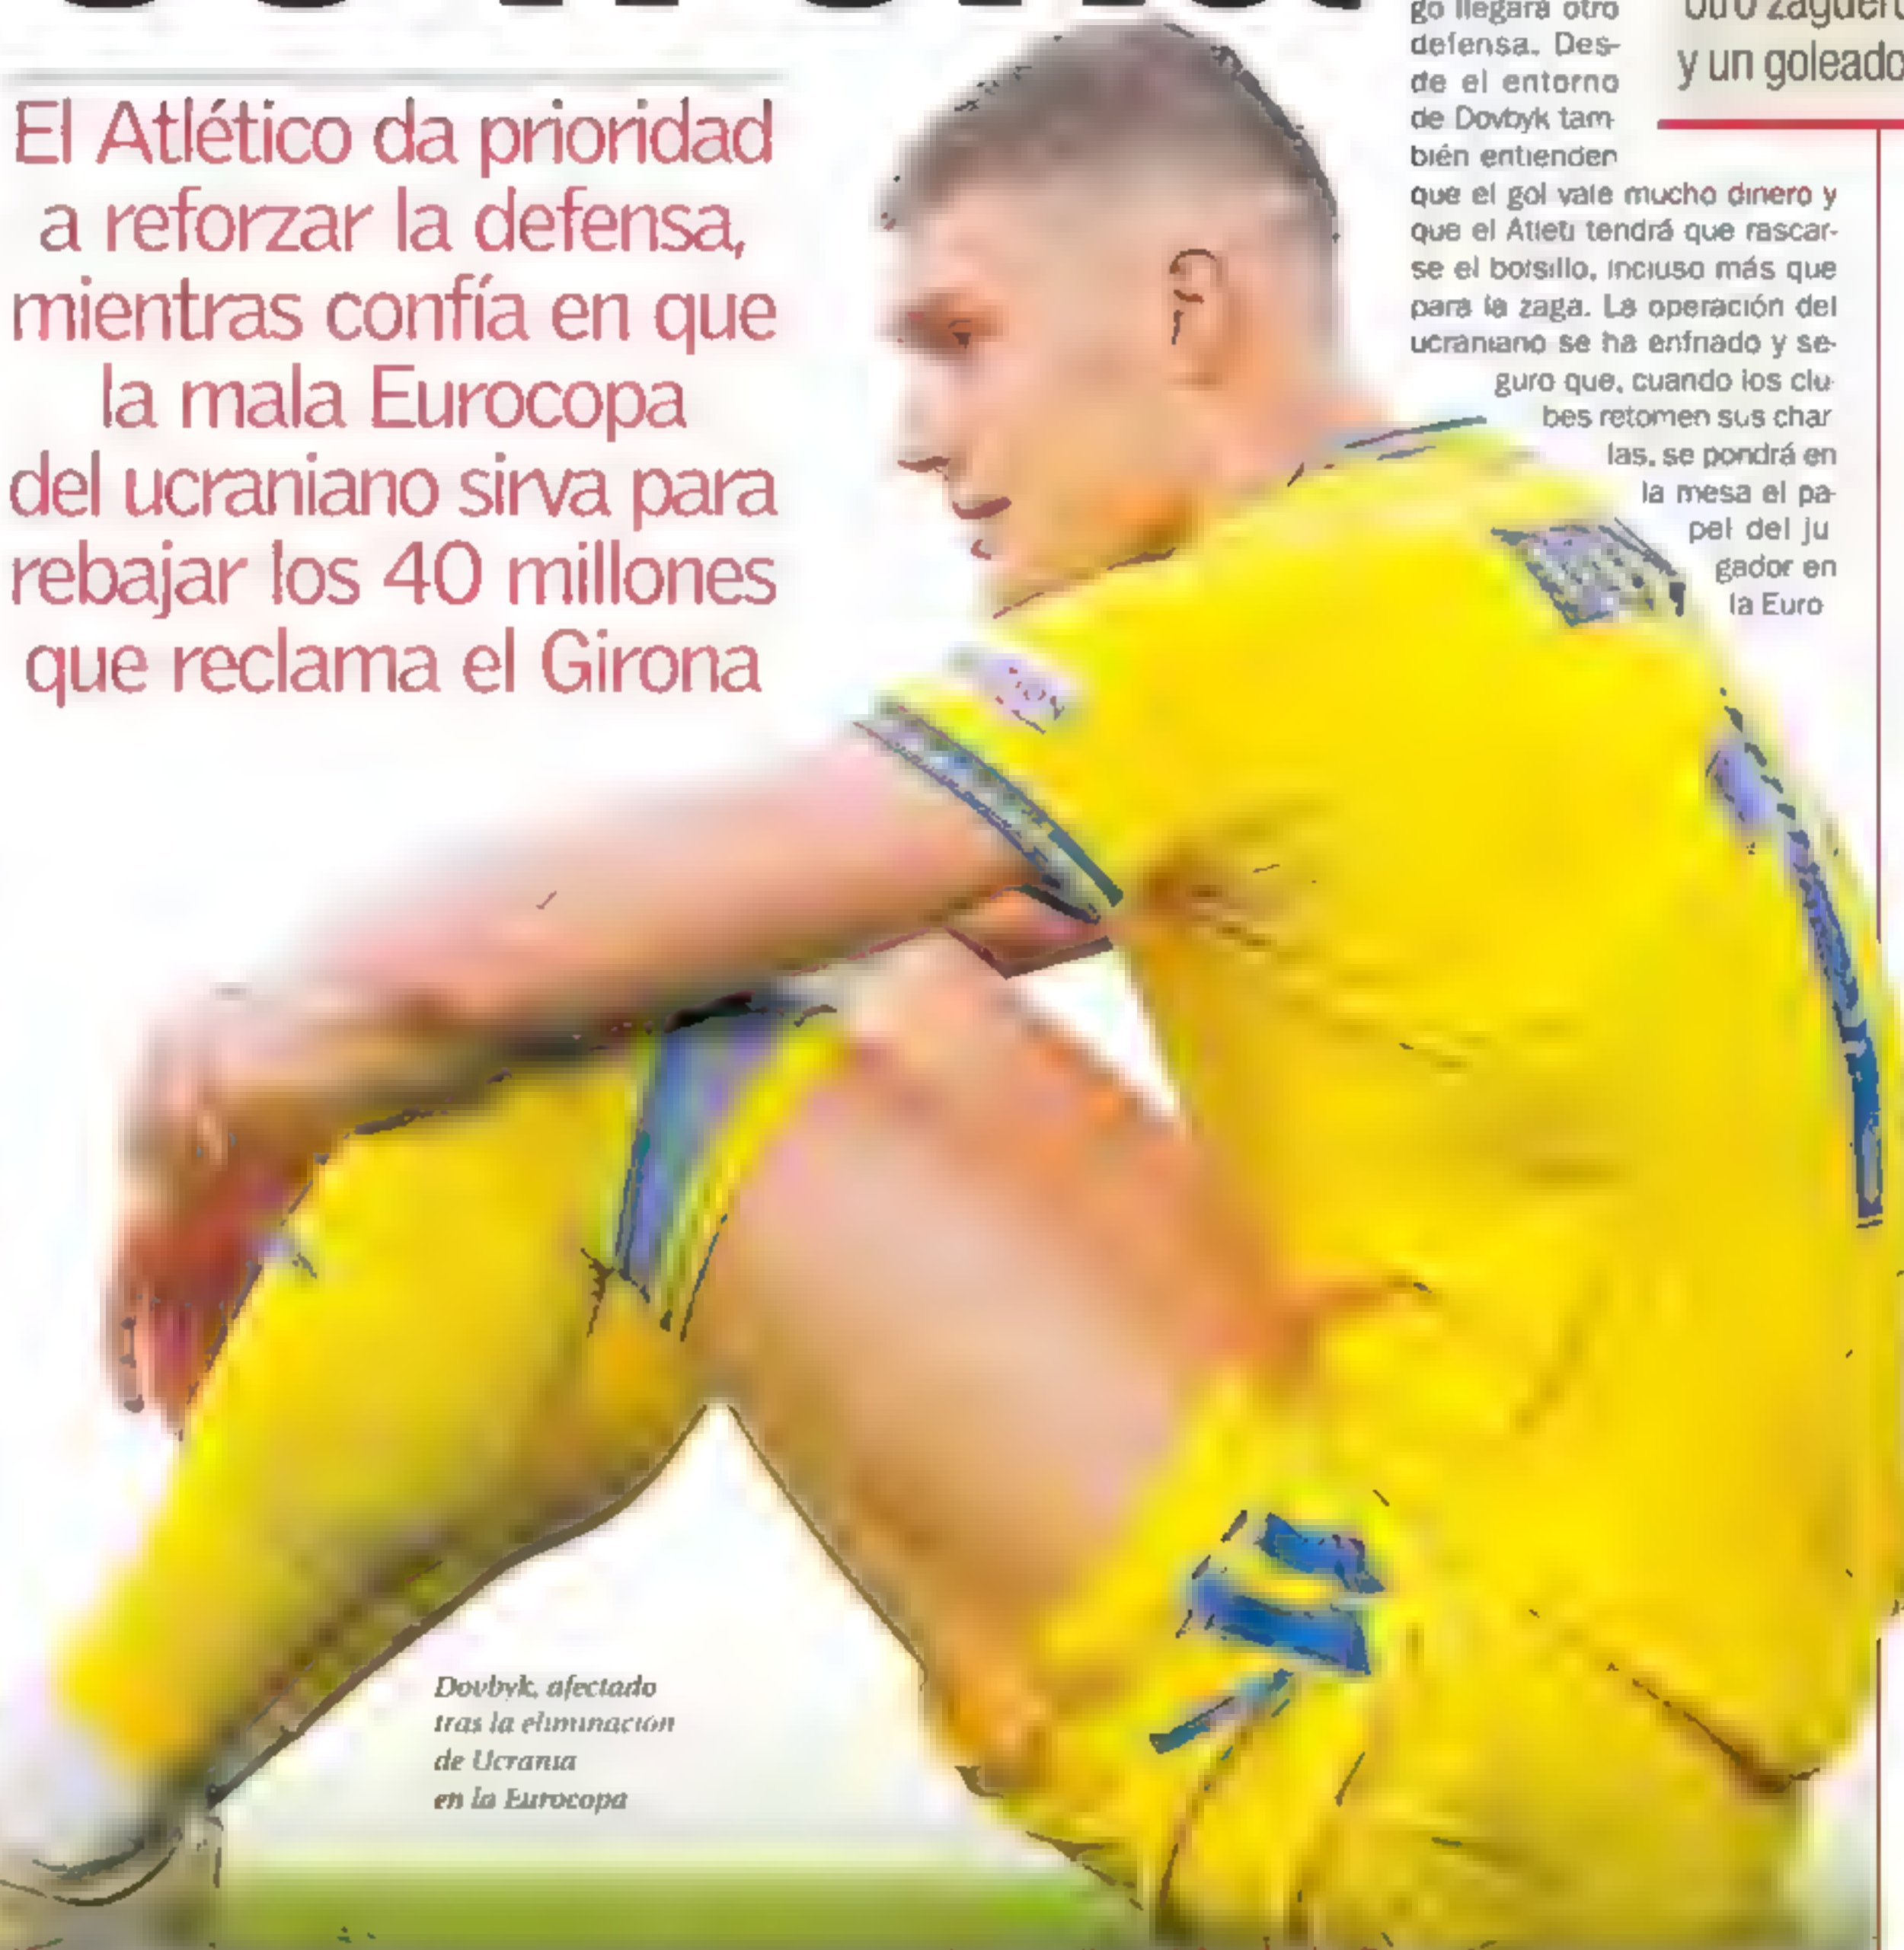 El Atlético da prioridad
a reforzar la defensa,
mientras confía en que
la mala Eurocopa
del ucraniano sirva para
rebajar los 40 millones
que reclama el Girona
go llegará otro
defensa. Des-
de el entorno
de Dovbyk tam-
bién entienden
que el gol vale mucho dinero y
que el Atleti tendrá que rascar-
se el bolsillo, incluso más que
para la zaga. La operación del
ucraniano se ha enfriado y se-
guro que, cuando los clu-
bes retomen sus char
las, se pondrá en
la mesa el pa-
pel del ju
gador en
la Euro
otro zaguero
y un goleado
Dovbyk, afectado
tras la eliminación
de Ucrania
en la Eurocopa